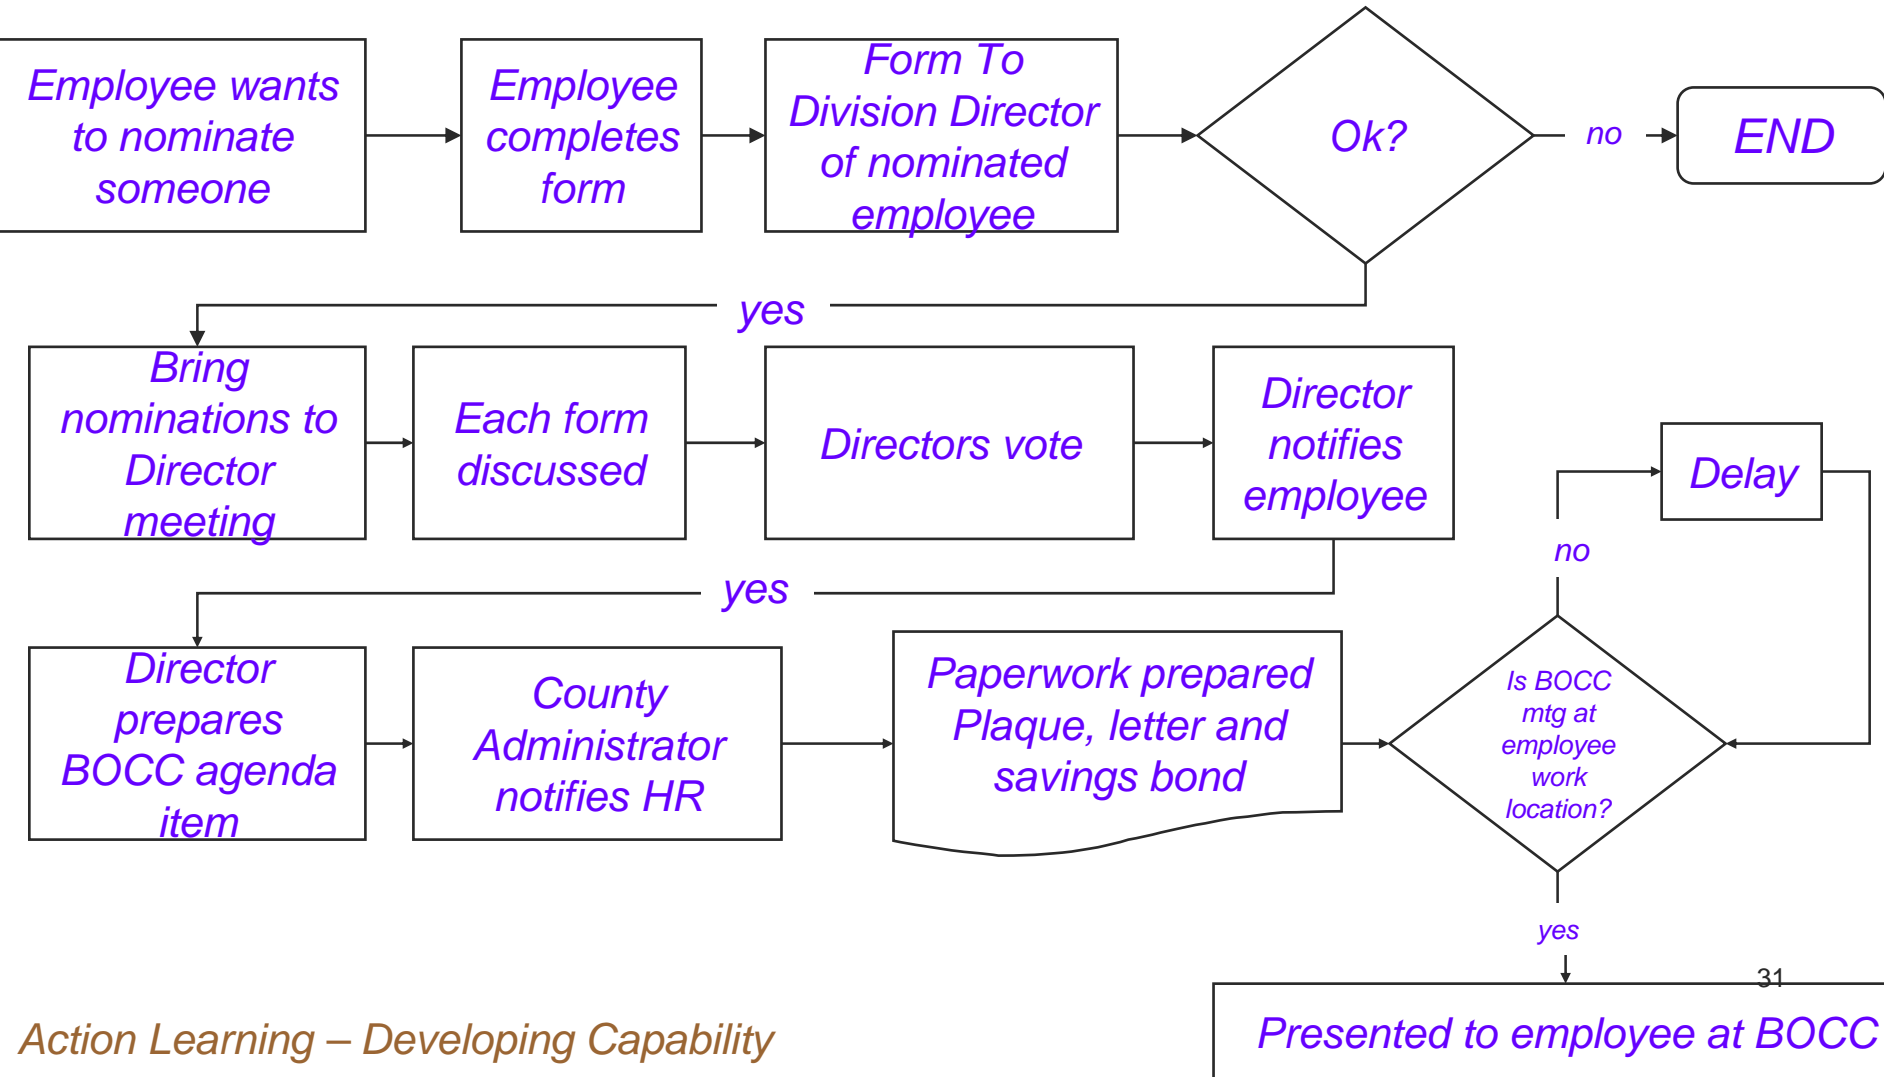 Employee wants
to nominate
someone
Employee
completes
form
Form To
Division Director
of nominated
employee
Ok?
no
END
yes
Bring
nominations to
Director
meeting
Each form
discussed
Directors vote
Director
notifies
employee
Delay
no
yes
Director
prepares
BOCC agenda
item
County
Administrator
notifies HR
Paperwork prepared
Plaque, letter and
savings bond
Is BOCC
mtg at
employee
work
location?
yes
31
Presented to employee at BOCC
Action Learning – Developing Capability